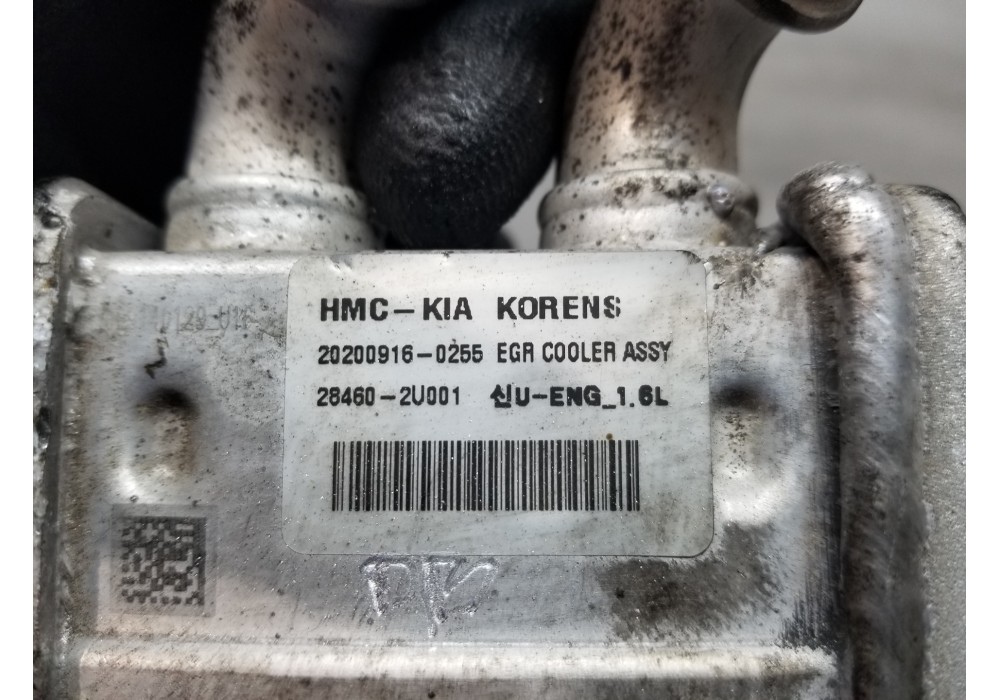 HMC-KIA KORENS
20200916-0255 EGR COOLER ASSY
28460-2U001 신U-ENG_1.6L